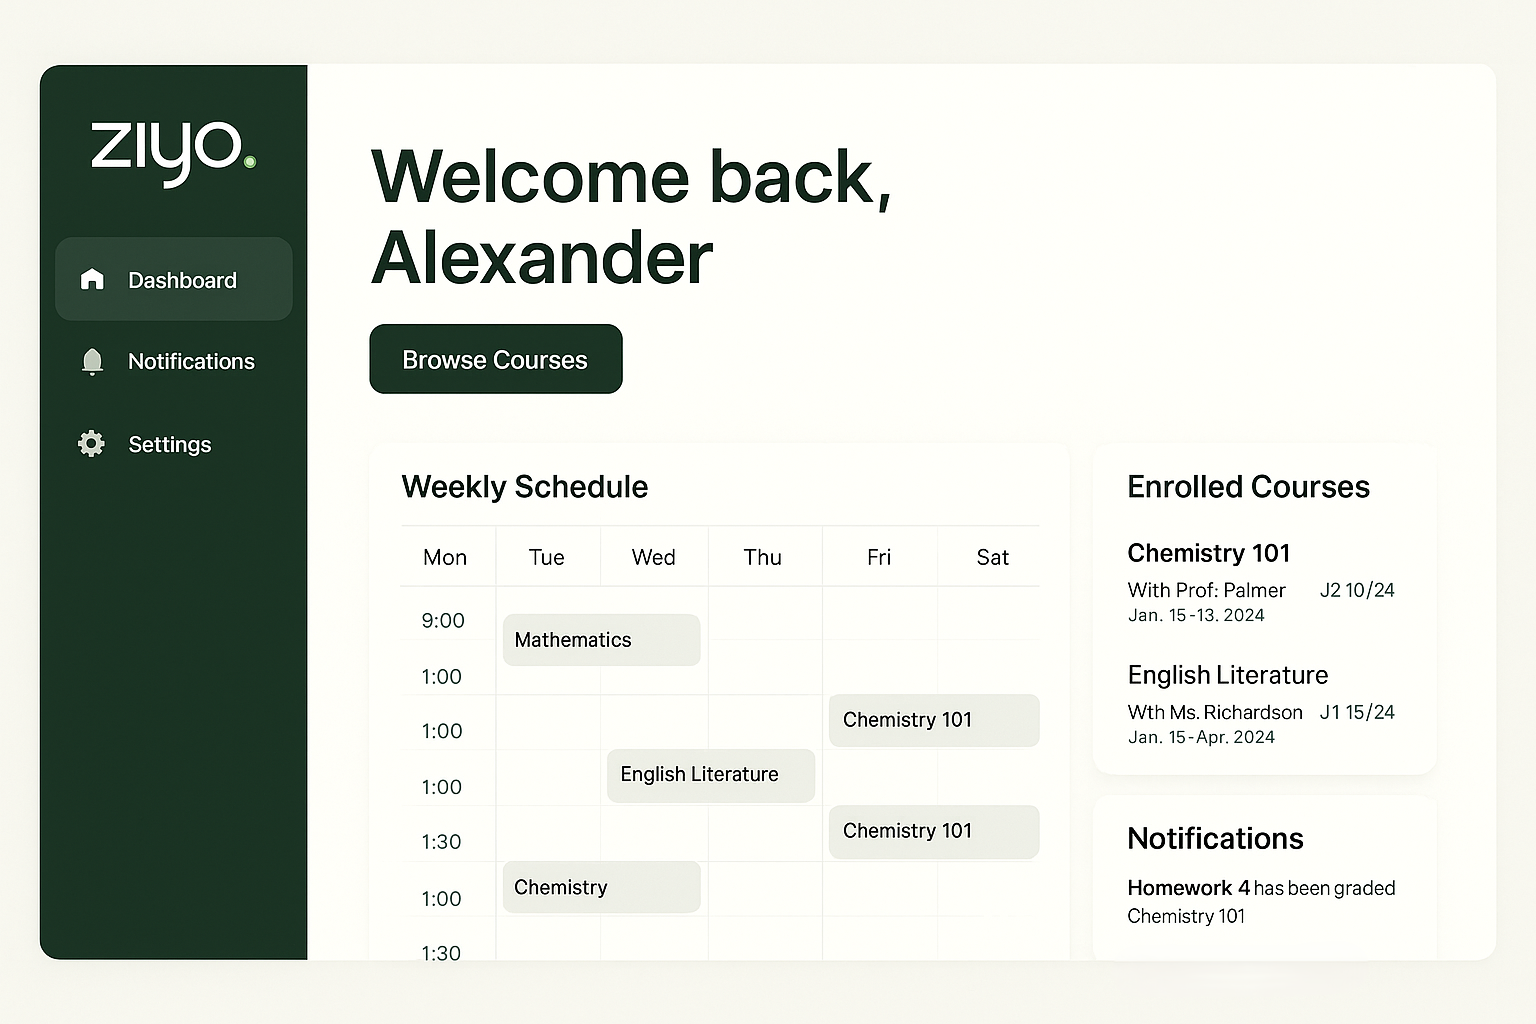 ziyo.
Dashboard
Notifications
Settings
Welcome back,
Alexander
Browse Courses
Weekly Schedule
Mon Tue Wed Thu Fri Sat
9:00
Mathematics
1:00
Chemistry 101
1:00
English Literature
1:00
Chemistry 101
1:30
Chemistry
1:00
1:30
Enrolled Courses
Chemistry 101
With Prof: Palmer J2 10/24
Jan. 15-13. 2024
English Literature
Wth Ms. Richardson J1 15/24
Jan. 15-Apr. 2024
Notifications
Homework 4 has been graded
Chemistry 101